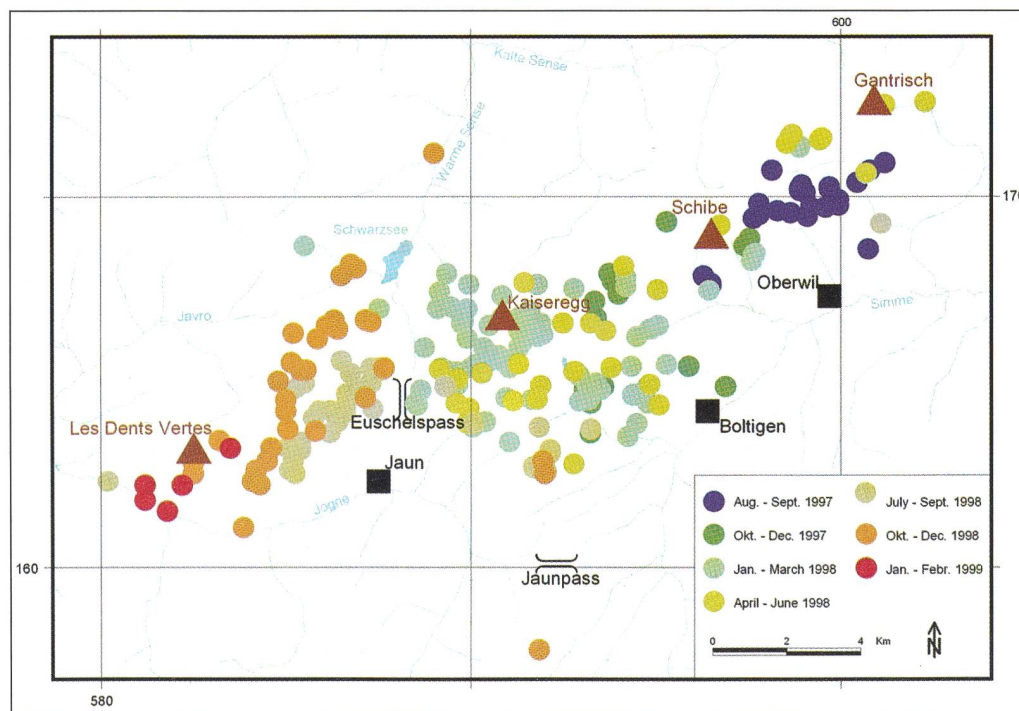 600
Kalte Sense
Gantrisch
Warme Sense
170
Schibe
Schwarzsee
Oberwil
Kaiseregg
Simme
Javro
Euschelspass
Les Dents Vertes
Boltigen
Jaun
Jogne
160
Jaunpass
Aug. - Sept. 1997
July - Sept. 1998
Okt. - Dec. 1997
Okt. - Dec. 1998
Jan. - March 1998
Jan. - Febr. 1999
April - June 1998
0 2 4 Km
N
580